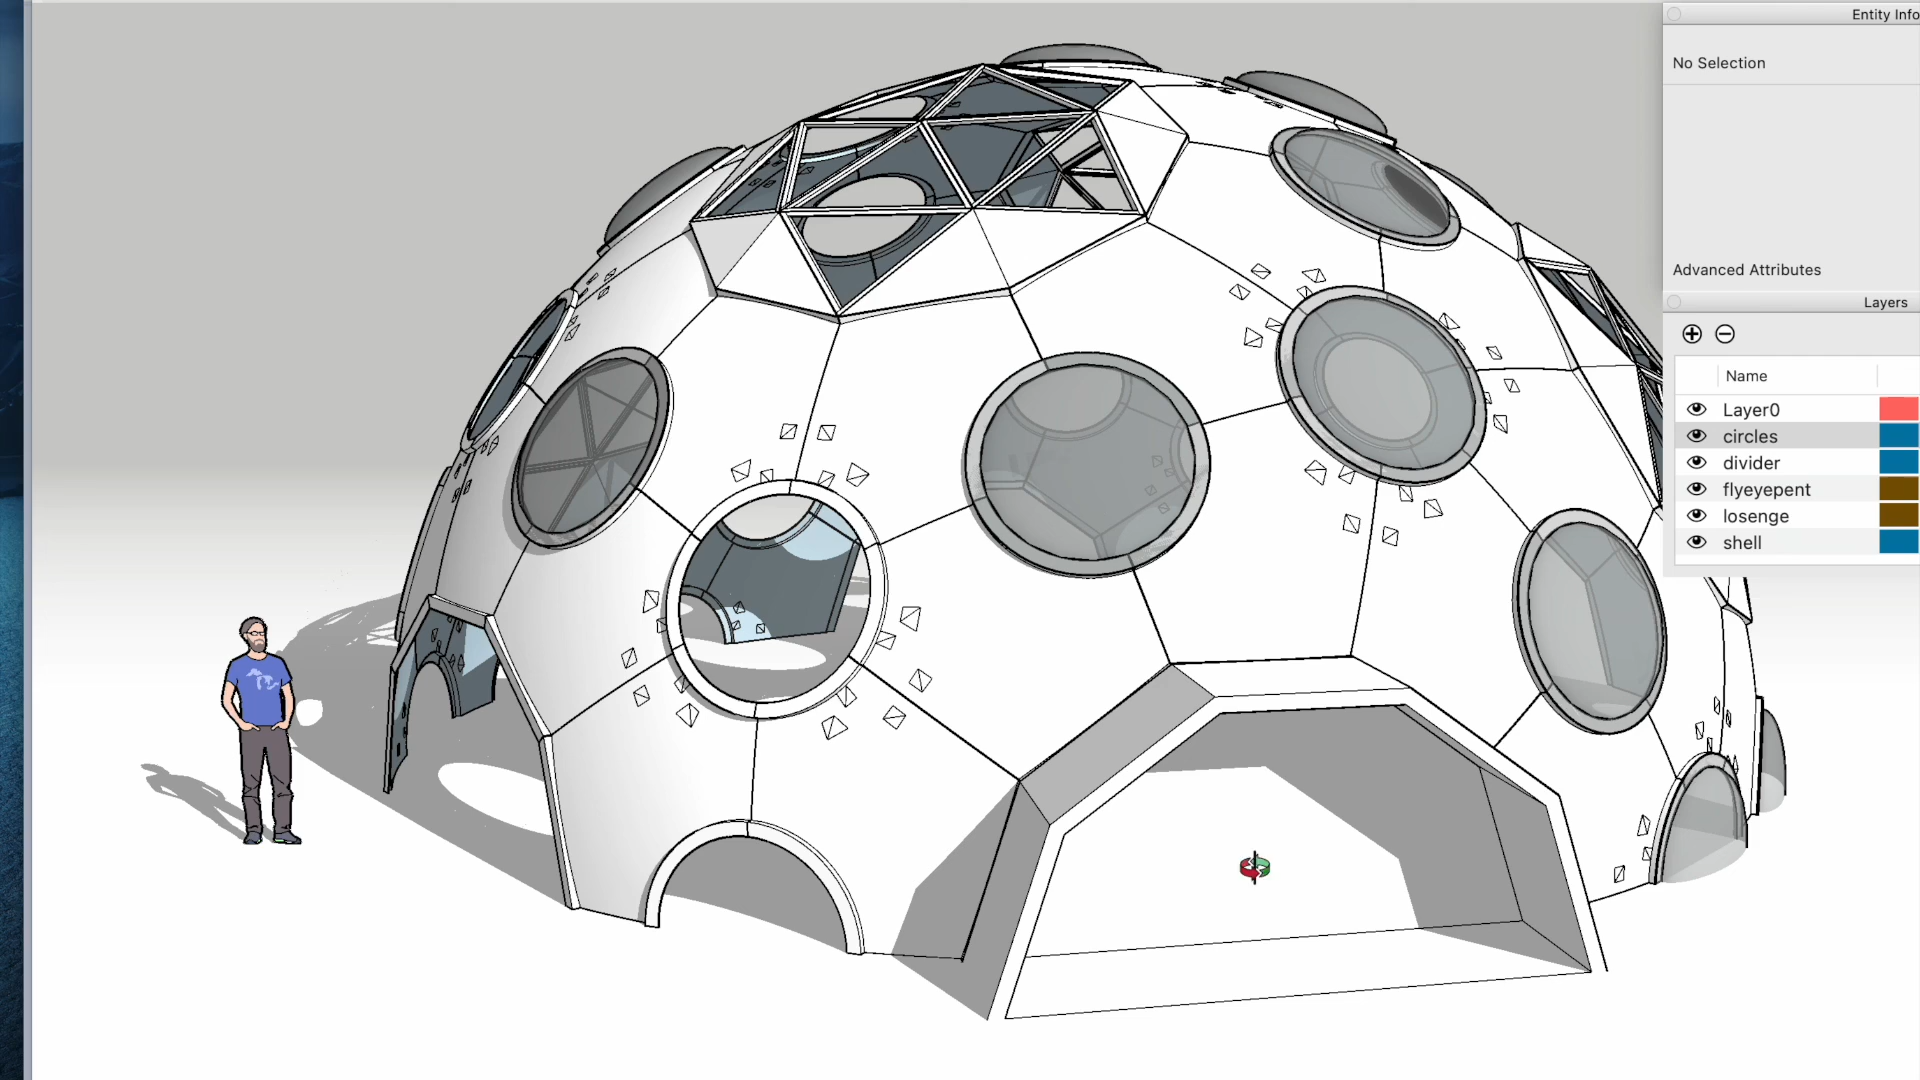 Entity Info
No Selection
Advanced Attributes
Layers
Name
Layer0
circles
divider
flyeyepent
losenge
shell